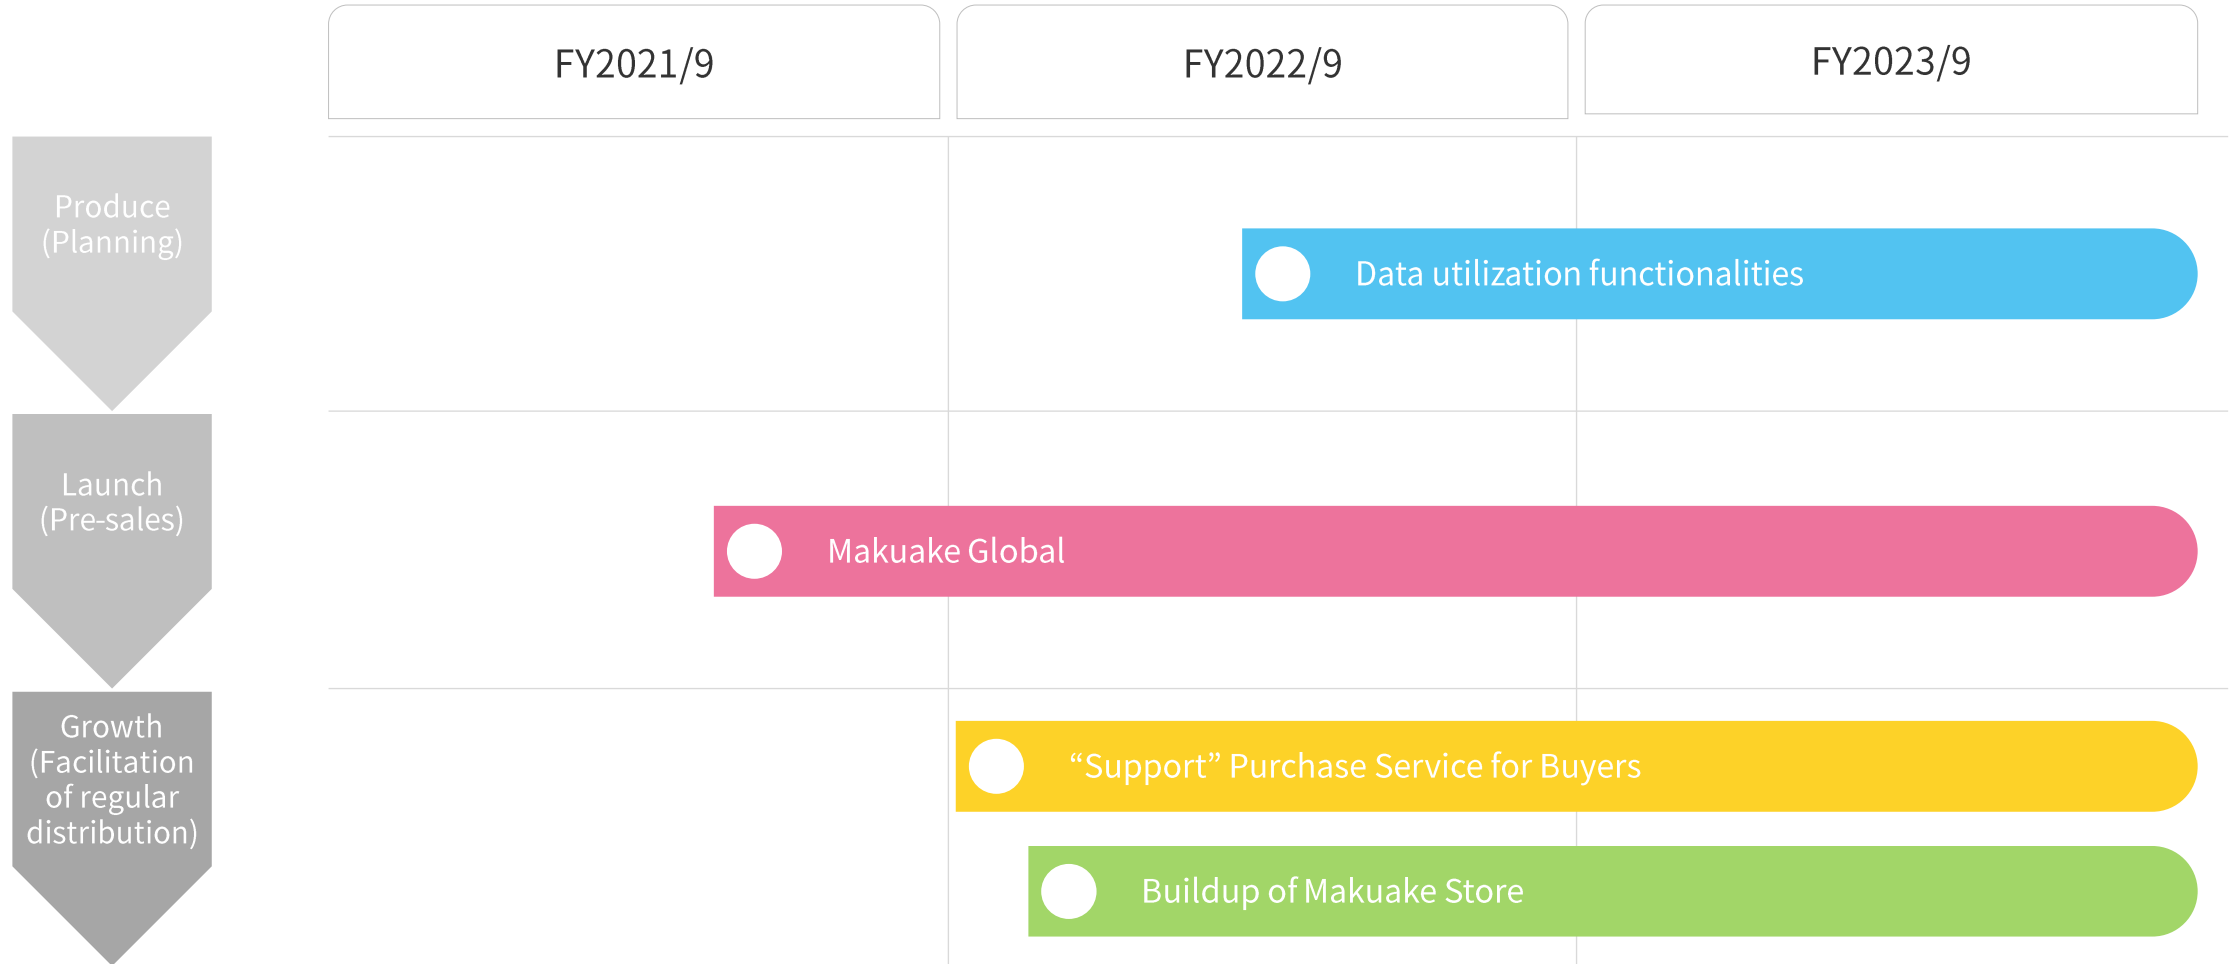 FY2021/9
FY2022/9
FY2023/9
Produce
(Planning)
Data utilization functionalities
Launch
(Pre-sales)
Makuake Global
Growth
(Facilitation
of regular
distribution)
“Support” Purchase Service for Buyers
Buildup of Makuake Store